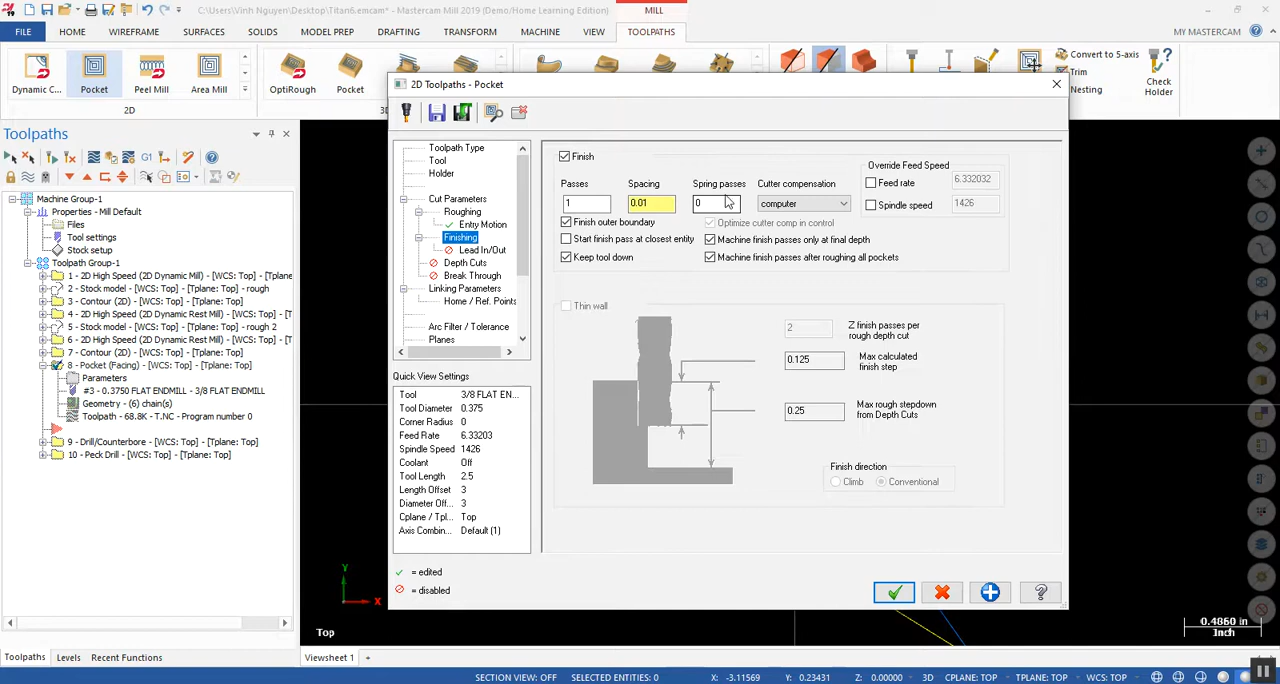 19
C:\Users\Vinh Nguyen\Desktop\Titan6.emcam* - Mastercam Mill 2019 (Demo/Home Learning Edition)
MILL
FILE HOME WIREFRAME SURFACES SOLIDS MODEL PREP DRAFTING TRANSFORM MACHINE VIEW TOOLPATHS MY MASTERCAM
Dynamic C... Pocket Peel Mill Area Mill OptiRough Pocket
Convert to 5-axis
Trim
Nesting
Check
Holder
2D
Toolpaths
G1
Machine Group-1
Properties - Mill Default
Files
Tool settings
Stock setup
Toolpath Group-1
1 - 2D High Speed (2D Dynamic Mill) - [WCS: Top] - [Tplane:
2 - Stock model - [WCS: Top] - [Tplane: Top] - rough
3 - Contour (2D) - [WCS: Top] - [Tplane: Top]
4 - 2D High Speed (2D Dynamic Rest Mill) - [WCS: Top] - [T
5 - Stock model - [WCS: Top] - [Tplane: Top] - rough 2
6 - 2D High Speed (2D Dynamic Rest Mill) - [WCS: Top] - [T
7 - Contour (2D) - [WCS: Top] - [Tplane: Top]
8 - Pocket (Facing) - [WCS: Top] - [Tplane: Top]
Parameters
#3 - 0.3750 FLAT ENDMILL - 3/8 FLAT ENDMILL
Geometry - (6) chain(s)
Toolpath - 68.8K - T.NC - Program number 0
9 - Drill/Counterbore - [WCS: Top] - [Tplane: Top]
10 - Peck Drill - [WCS: Top] - [Tplane: Top]
2D Toolpaths - Pocket
Toolpath Type
Tool
Holder
Cut Parameters
Roughing
Entry Motion
Finishing
Lead In/Out
Depth Cuts
Break Through
Linking Parameters
Home / Ref. Points
Arc Filter / Tolerance
Planes
Quick View Settings
Tool 3/8 FLAT EN...
Tool Diameter 0.375
Corner Radius 0
Feed Rate 6.33203
Spindle Speed 1426
Coolant Off
Tool Length 2.5
Length Offset 3
Diameter Off... 3
Cplane / Tpl... Top
Axis Combin... Default (1)
= edited
= disabled
Finish
Passes Spacing Spring passes Cutter compensation
1 0.01 0 computer
Override Feed Speed
Feed rate 6.332032
Spindle speed 1426
Finish outer boundary Optimize cutter comp in control
Start finish pass at closest entity Machine finish passes only at final depth
Keep tool down Machine finish passes after roughing all pockets
Thin wall
2 Z finish passes per
rough depth cut
0.125 Max calculated
finish step
0.25 Max rough stepdown
from Depth Cuts
Finish direction
Climb Conventional
Y
X
Top
0.4860 in
Inch
Toolpaths Levels Recent Functions Viewsheet 1 +
SECTION VIEW: OFF SELECTED ENTITIES: 0 X: -3.11569 Y: 0.23431 Z: 0.00000 3D CPLANE: TOP TPLANE: TOP WCS: TOP